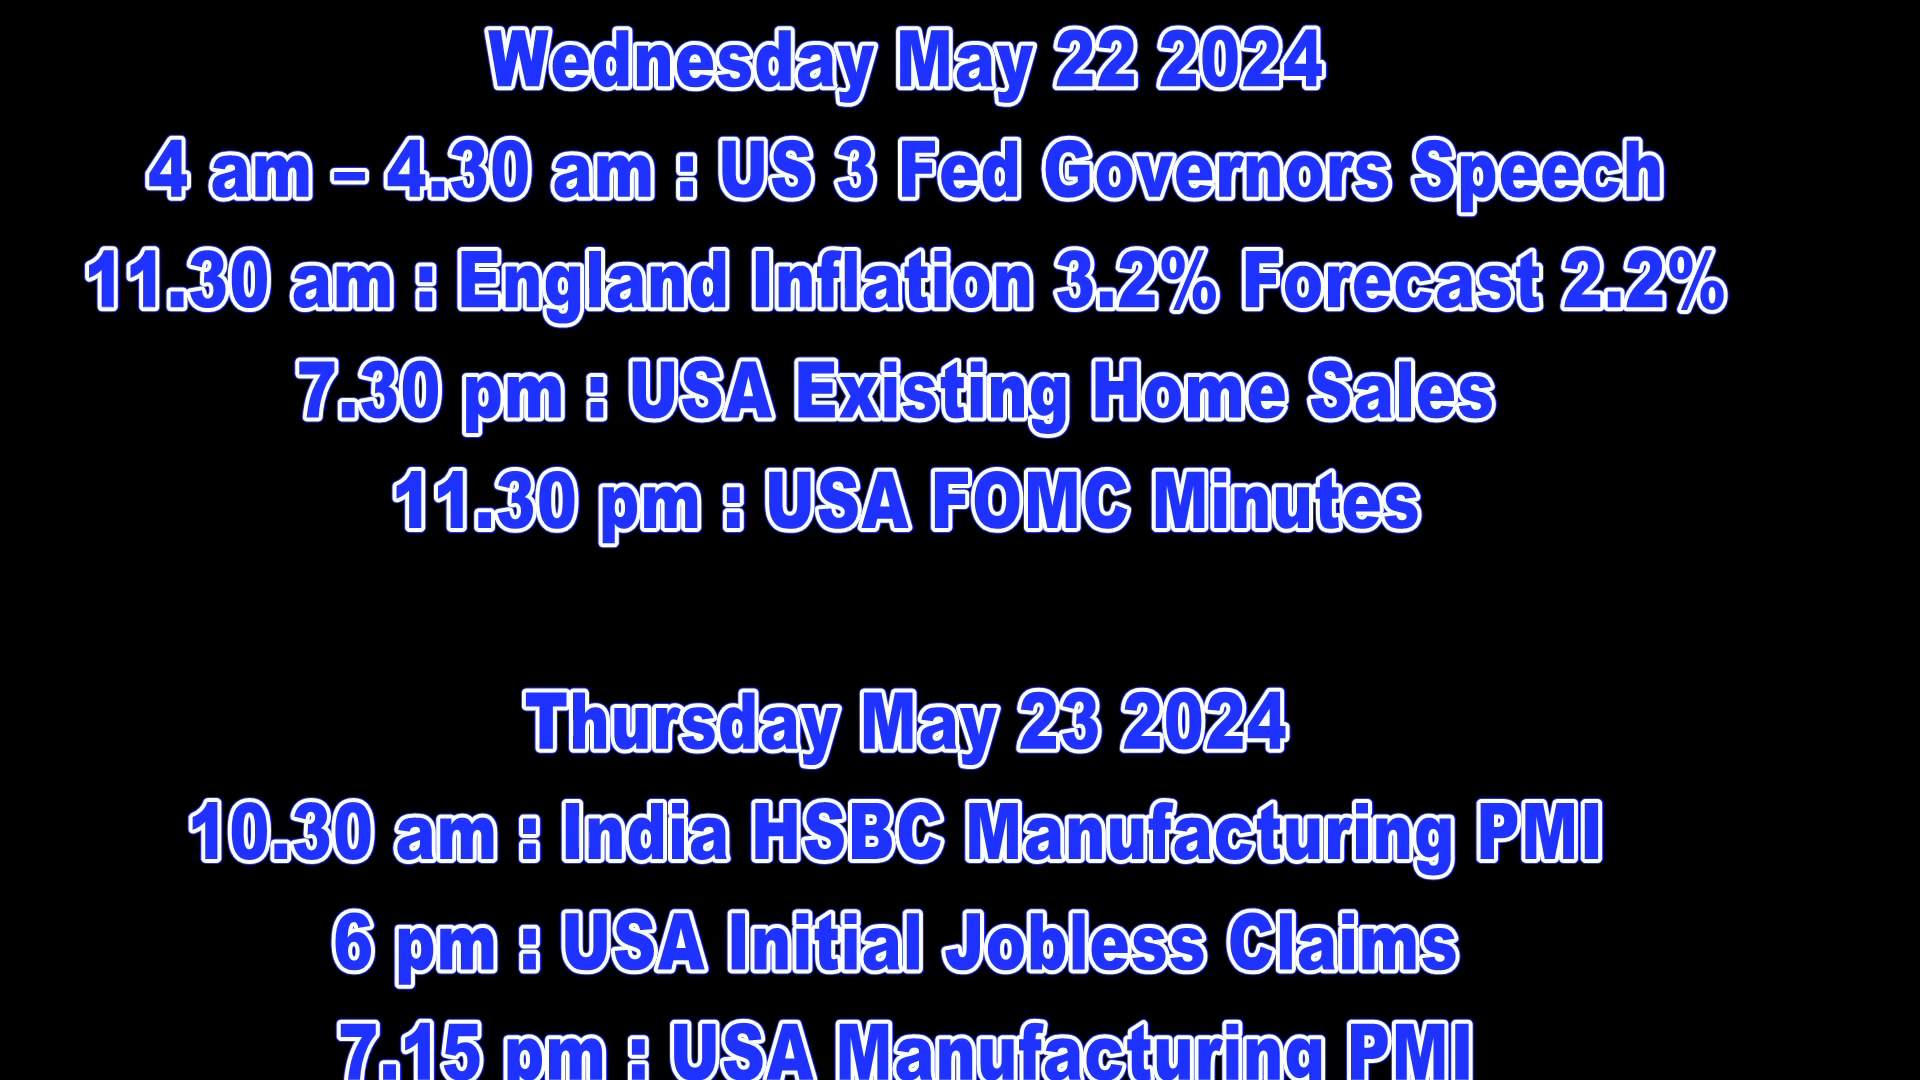 Wednesday May 22 2024
4 am – 4.30 am : US 3 Fed Governors Speech
11.30 am : England Inflation 3.2% Forecast 2.2%
7.30 pm : USA Existing Home Sales
11.30 pm : USA FOMC Minutes
Thursday May 23 2024
10.30 am : India HSBC Manufacturing PMI
6 pm : USA Initial Jobless Claims
7.15 pm : USA Manufacturing PMI